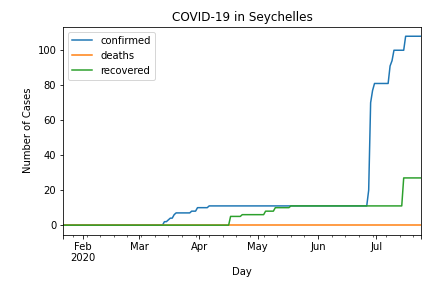 COVID-19 in Seychelles
confirmed
deaths
recovered
Number of Cases
100
80
60
40
20
0
Feb
2020
Mar
Apr
May
Jun
Jul
Day